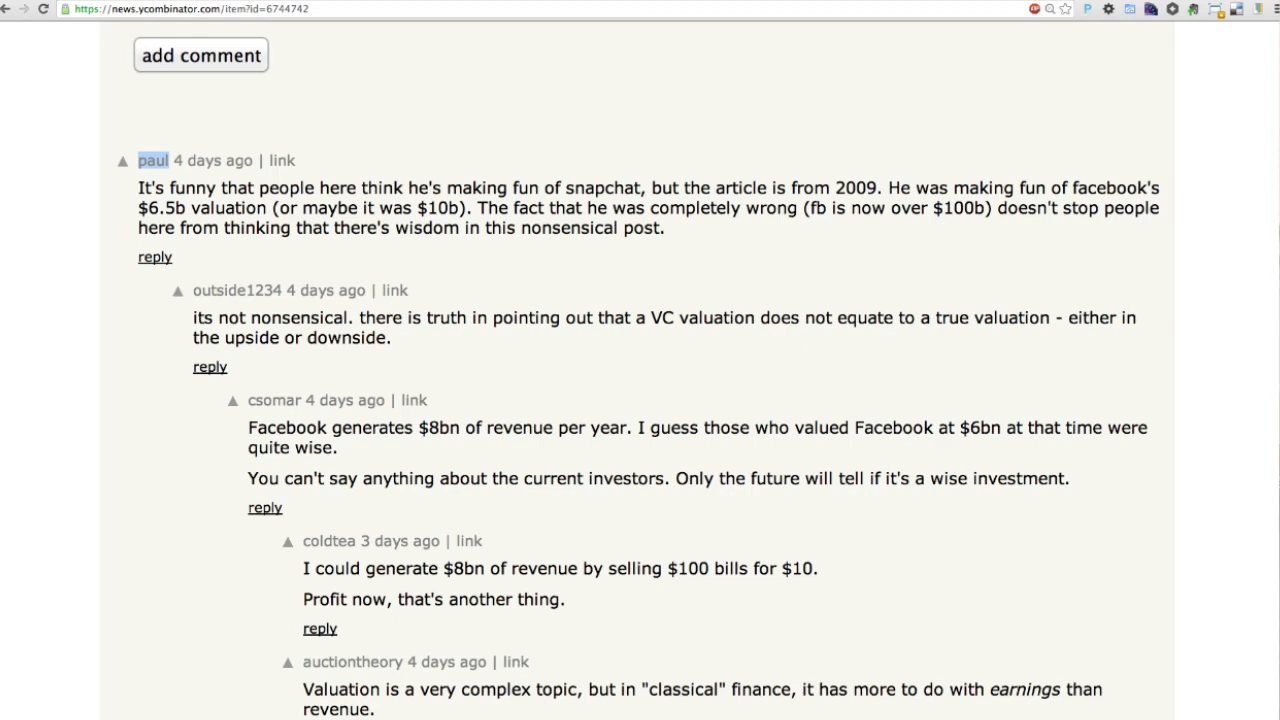 https://news.ycombinator.com/item?id=6744742
add comment
paul 4 days ago | link
It's funny that people here think he's making fun of snapchat, but the article is from 2009. He was making fun of facebook's
$6.5b valuation (or maybe it was $10b). The fact that he was completely wrong (fb is now over $100b) doesn't stop people
here from thinking that there's wisdom in this nonsensical post.
reply
outside1234 4 days ago | link
its not nonsensical. there is truth in pointing out that a VC valuation does not equate to a true valuation - either in
the upside or downside.
reply
csomar 4 days ago | link
Facebook generates $8bn of revenue per year. I guess those who valued Facebook at $6bn at that time were
quite wise.
You can't say anything about the current investors. Only the future will tell if it's a wise investment.
reply
coldtea 3 days ago | link
I could generate $8bn of revenue by selling $100 bills for $10.
Profit now, that's another thing.
reply
auctiontheory 4 days ago | link
Valuation is a very complex topic, but in "classical" finance, it has more to do with earnings than
revenue.